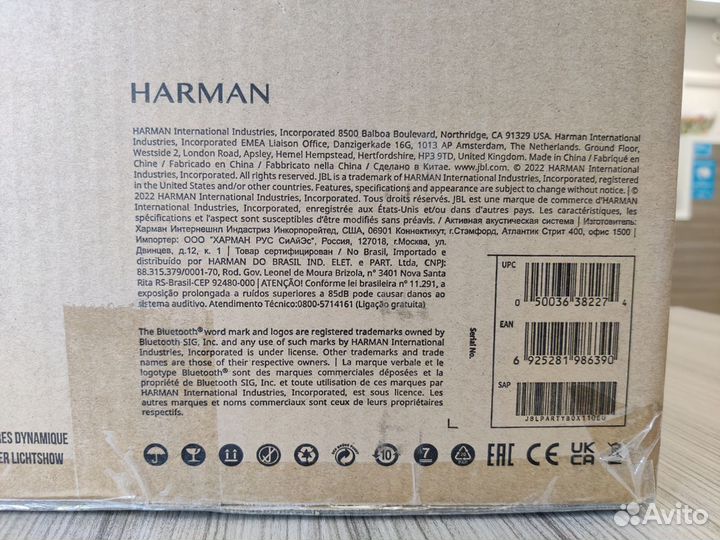 HARMAN
HARMAN International Industries, Incorporated 8500 Balboa Boulevard, Northridge, CA 91329 USA. Harman International
Industries, Incorporated EMEA Liaison Office, Danzigerkade 16G, 1013 AP Amsterdam, The Netherlands. Ground Floor,
Westside 2, London Road, Apsley, Hemel Hempstead, Hertfordshire, HP3 9TD, United Kingdom. Made in China / Fabriqué en
Chine / Fabricado en China / Fabbricato nella China / Сделано в Китае. www.jbl.com. © 2022 HARMAN International
Industries, Incorporated. All rights reserved. JBL is a trademark of HARMAN International Industries, Incorporated, registered
in the United States and/or other countries. Features, specifications and appearance are subject to change without notice. | ©
2022 HARMAN International Industries, Incorporated. Tous droits réservés. JBL est une marque de commerce d'HARMAN
International Industries, Incorporated, enregistrée aux États-Unis et/ou dans d'autres pays. Les caractéristiques, les
spécifications et l'aspect sont susceptibles d'être modifiés sans préavis. / Активная акустическая система | Изготовитель:
Харман Интернешнл Индастриз Инкорпорейтед, США, 06901 Коннектикут, г.Стэмфорд, Атлантик Стрит 400, офис 1500 |
Импортер: ООО "ХАРМАН РУС СиАйЭс", Россия, 127018, г.Москва, ул.
Двинцев, д.12, к. 1 | Товар сертифицирован / No Brasil, Importado e
distribuído por HARMAN DO BRASIL IND. ELET. e PART. Ltda, CNPJ:
88.315.379/0001-70, Rod. Gov. Leonel de Moura Brizola, nº 3401 Nova Santa
Rita RS-Brasil-CEP 92480-000 | ATENÇÃO! Conforme lei brasileira nº 11.291, a
exposição prolongada a ruídos superiores a 85dB pode causar danos ao
sistema auditivo. Atendimento Técnico:0800-5714161 (Ligação gratuita)
The Bluetooth® word mark and logos are registered trademarks owned by
Bluetooth SIG, Inc. and any use of such marks by HARMAN International
Industries, Incorporated is under license. Other trademarks and trade
names are those of their respective owners. | La marque verbale et le
logotype Bluetooth® sont des marques commerciales déposées et la
propriété de Bluetooth SIG, Inc. et toute utilisation de ces marques par
HARMAN International Industries, Incorporated, est sous licence. Les
autres marques et noms commerciaux sont ceux de leurs propriétaires
respectifs.
Serial No.
UPC
0 50036 38227 4
EAN
6 925281 986390
SAP
JBLPARTYBOX110EU
RES DYNAMIQUE
ER LICHTSHOW
10
7
EAC
CE
UK
CA
Avito